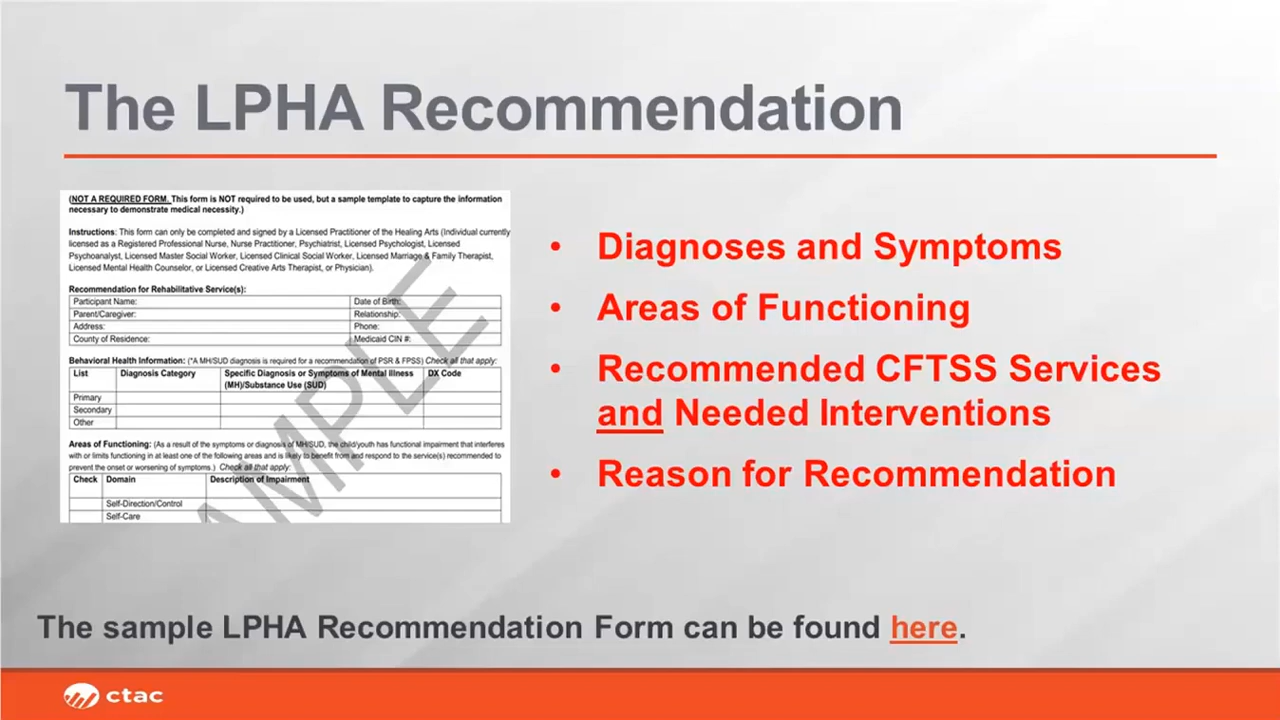 The LPHA Recommendation
(NOT A REQUIRED FORM. This form is NOT required to be used, but a sample template to capture the information
necessary to demonstrate medical necessity.)
Instructions: This form can only be completed and signed by a Licensed Practitioner of the Healing Arts (Individual currently
licensed as a Registered Professional Nurse, Nurse Practitioner, Psychiatrist, Licensed Psychologist, Licensed
Psychoanalyst, Licensed Master Social Worker, Licensed Clinical Social Worker, Licensed Marriage & Family Therapist,
Licensed Mental Health Counselor, or Licensed Creative Arts Therapist, or Physician).
Recommendation for Rehabilitative Service(s):
Participant Name: Date of Birth:
Parent/Caregiver: Relationship:
Address: Phone:
County of Residence: Medicaid CIN #:
Behavioral Health Information: (*A MH/SUD diagnosis is required for a recommendation of PSR & FPSS) Check all that apply:
List Diagnosis Category Specific Diagnosis or Symptoms of Mental Illness DX Code
(MH)/Substance Use (SUD)
Primary
Secondary
Other
Areas of Functioning: (As a result of the symptoms or diagnosis of MH/SUD, the child/youth has functional impairment that interferes
with or limits functioning in at least one of the following areas and is likely to benefit from and respond to the service(s) recommended to
prevent the onset or worsening of symptoms.) Check all that apply:
Check Domain Description of Impairment
Self-Direction/Control
Self-Care
AMPLE
• Diagnoses and Symptoms
• Areas of Functioning
• Recommended CFTSS Services
and Needed Interventions
• Reason for Recommendation
The sample LPHA Recommendation Form can be found here.
ctac